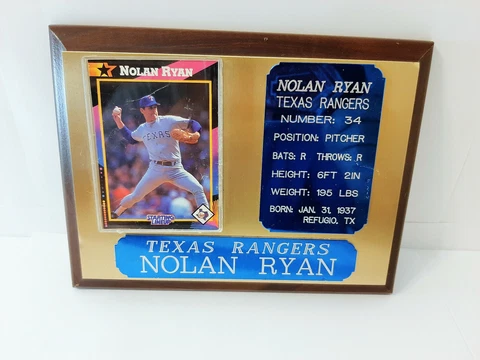 NOLAN RYAN
TEXAS
STARTING
LINEUP
NOLAN RYAN
TEXAS RANGERS
NUMBER: 34
POSITION: PITCHER
BATS: R THROWS: R
HEIGHT: 6FT 2IN
WEIGHT: 195 LBS
BORN: JAN. 31, 1937
REFUGIO, TX
TEXAS RANGERS
NOLAN RYAN